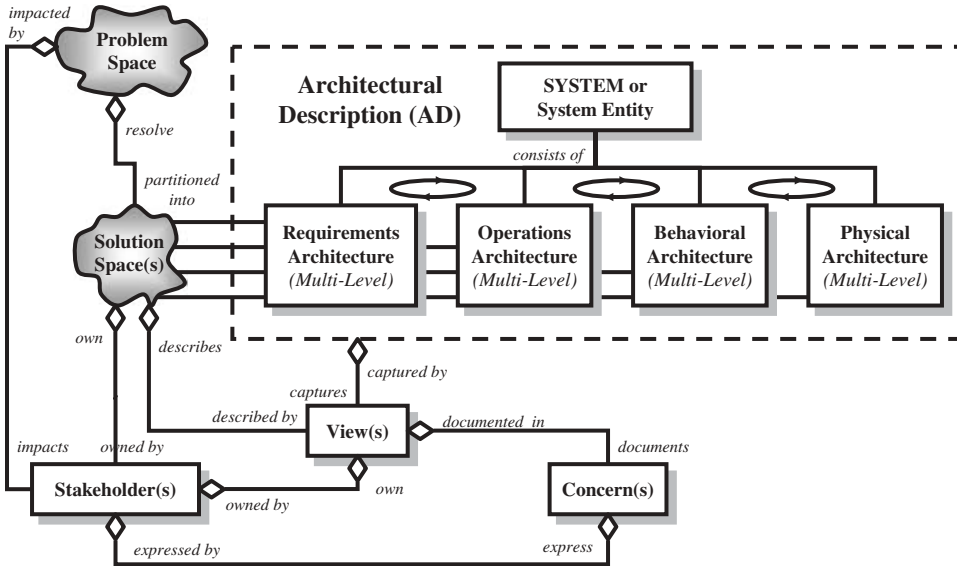 impacted
by
Problem
Space
resolve
partitioned
into
Solution
Space(s)
own
describes
Architectural
Description (AD)
SYSTEM or
System Entity
consists of
Requirements
Architecture
(Multi-Level)
Operations
Architecture
(Multi-Level)
Behavioral
Architecture
(Multi-Level)
Physical
Architecture
(Multi-Level)
captured by
captures
described by
View(s)
documented in
documents
impacts
owned by
Stakeholder(s)
owned by
own
Concern(s)
expressed by
express